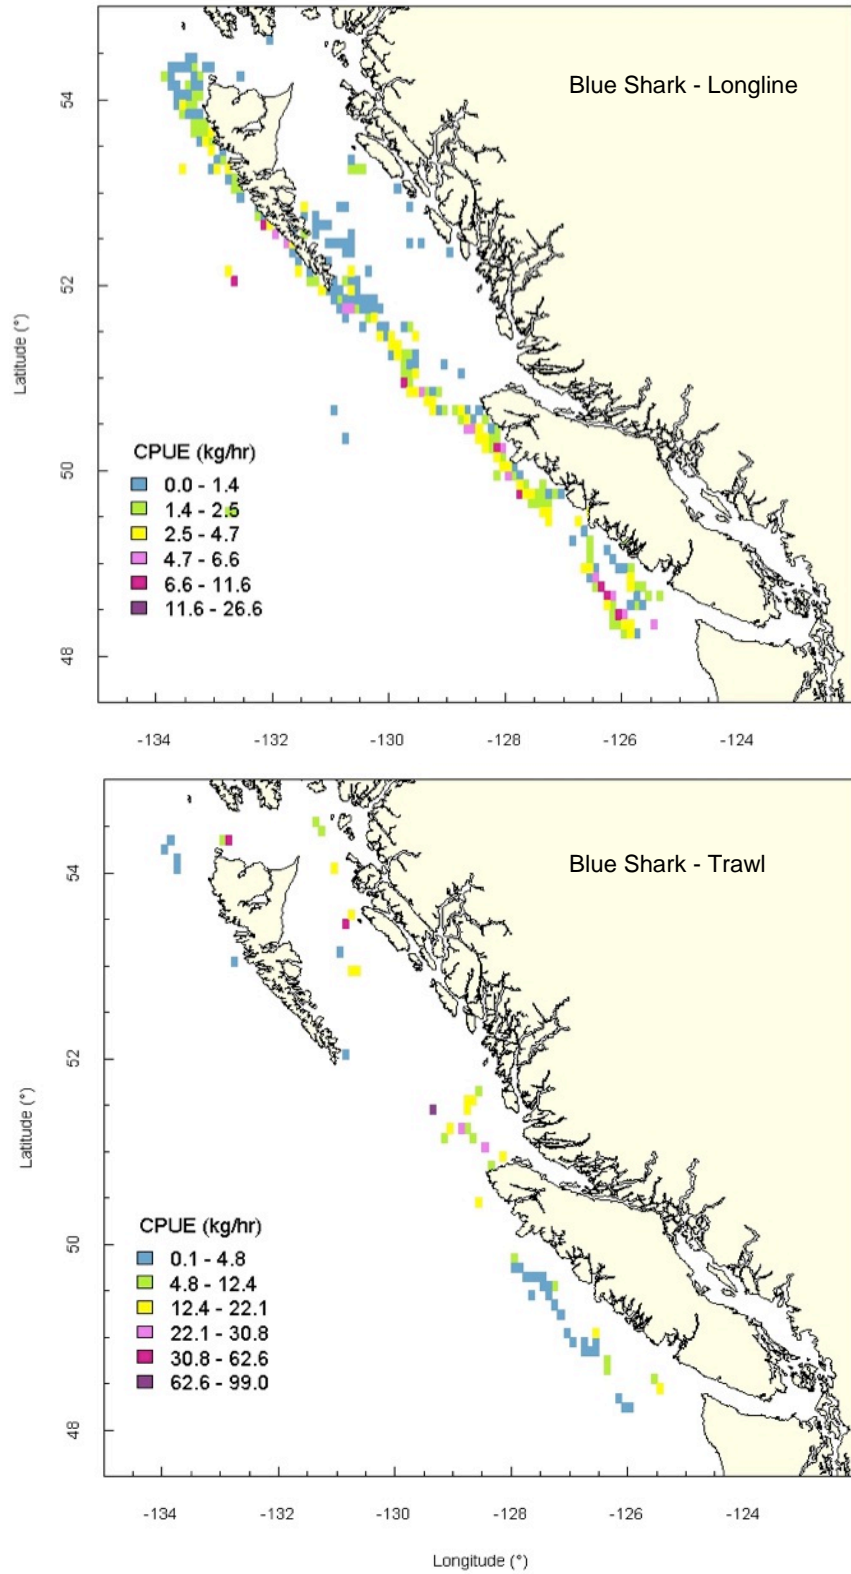 Blue Shark - Longline
54
52
50
48
Latitude (°)
CPUE (kg/hr)
0.0 - 1.4
1.4 - 2.5
2.5 - 4.7
4.7 - 6.6
6.6 - 11.6
11.6 - 26.6
-134 -132 -130 -128 -126 -124
Blue Shark - Trawl
54
52
50
48
Latitude (°)
CPUE (kg/hr)
0.1 - 4.8
4.8 - 12.4
12.4 - 22.1
22.1 - 30.8
30.8 - 62.6
62.6 - 99.0
-134 -132 -130 -128 -126 -124
Longitude (°)